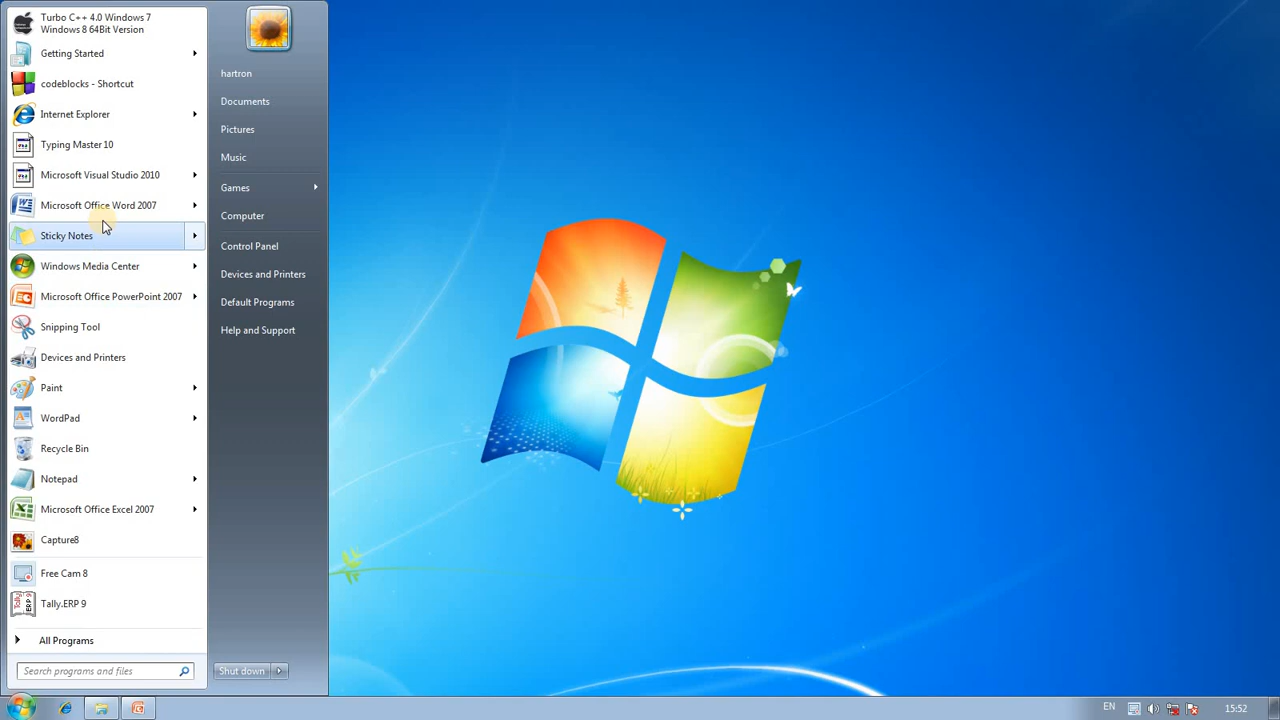 Turbo C++ 4.0 Windows 7
Windows 8 64Bit Version
Getting Started
codeblocks - Shortcut
Internet Explorer
Typing Master 10
Microsoft Visual Studio 2010
Microsoft Office Word 2007
Sticky Notes
Windows Media Center
Microsoft Office PowerPoint 2007
Snipping Tool
Devices and Printers
Paint
WordPad
Recycle Bin
Notepad
Microsoft Office Excel 2007
Capture8
Free Cam 8
Tally.ERP 9
All Programs
Search programs and files
hartron
Documents
Pictures
Music
Games
Computer
Control Panel
Devices and Printers
Default Programs
Help and Support
Shut down
EN
15:52